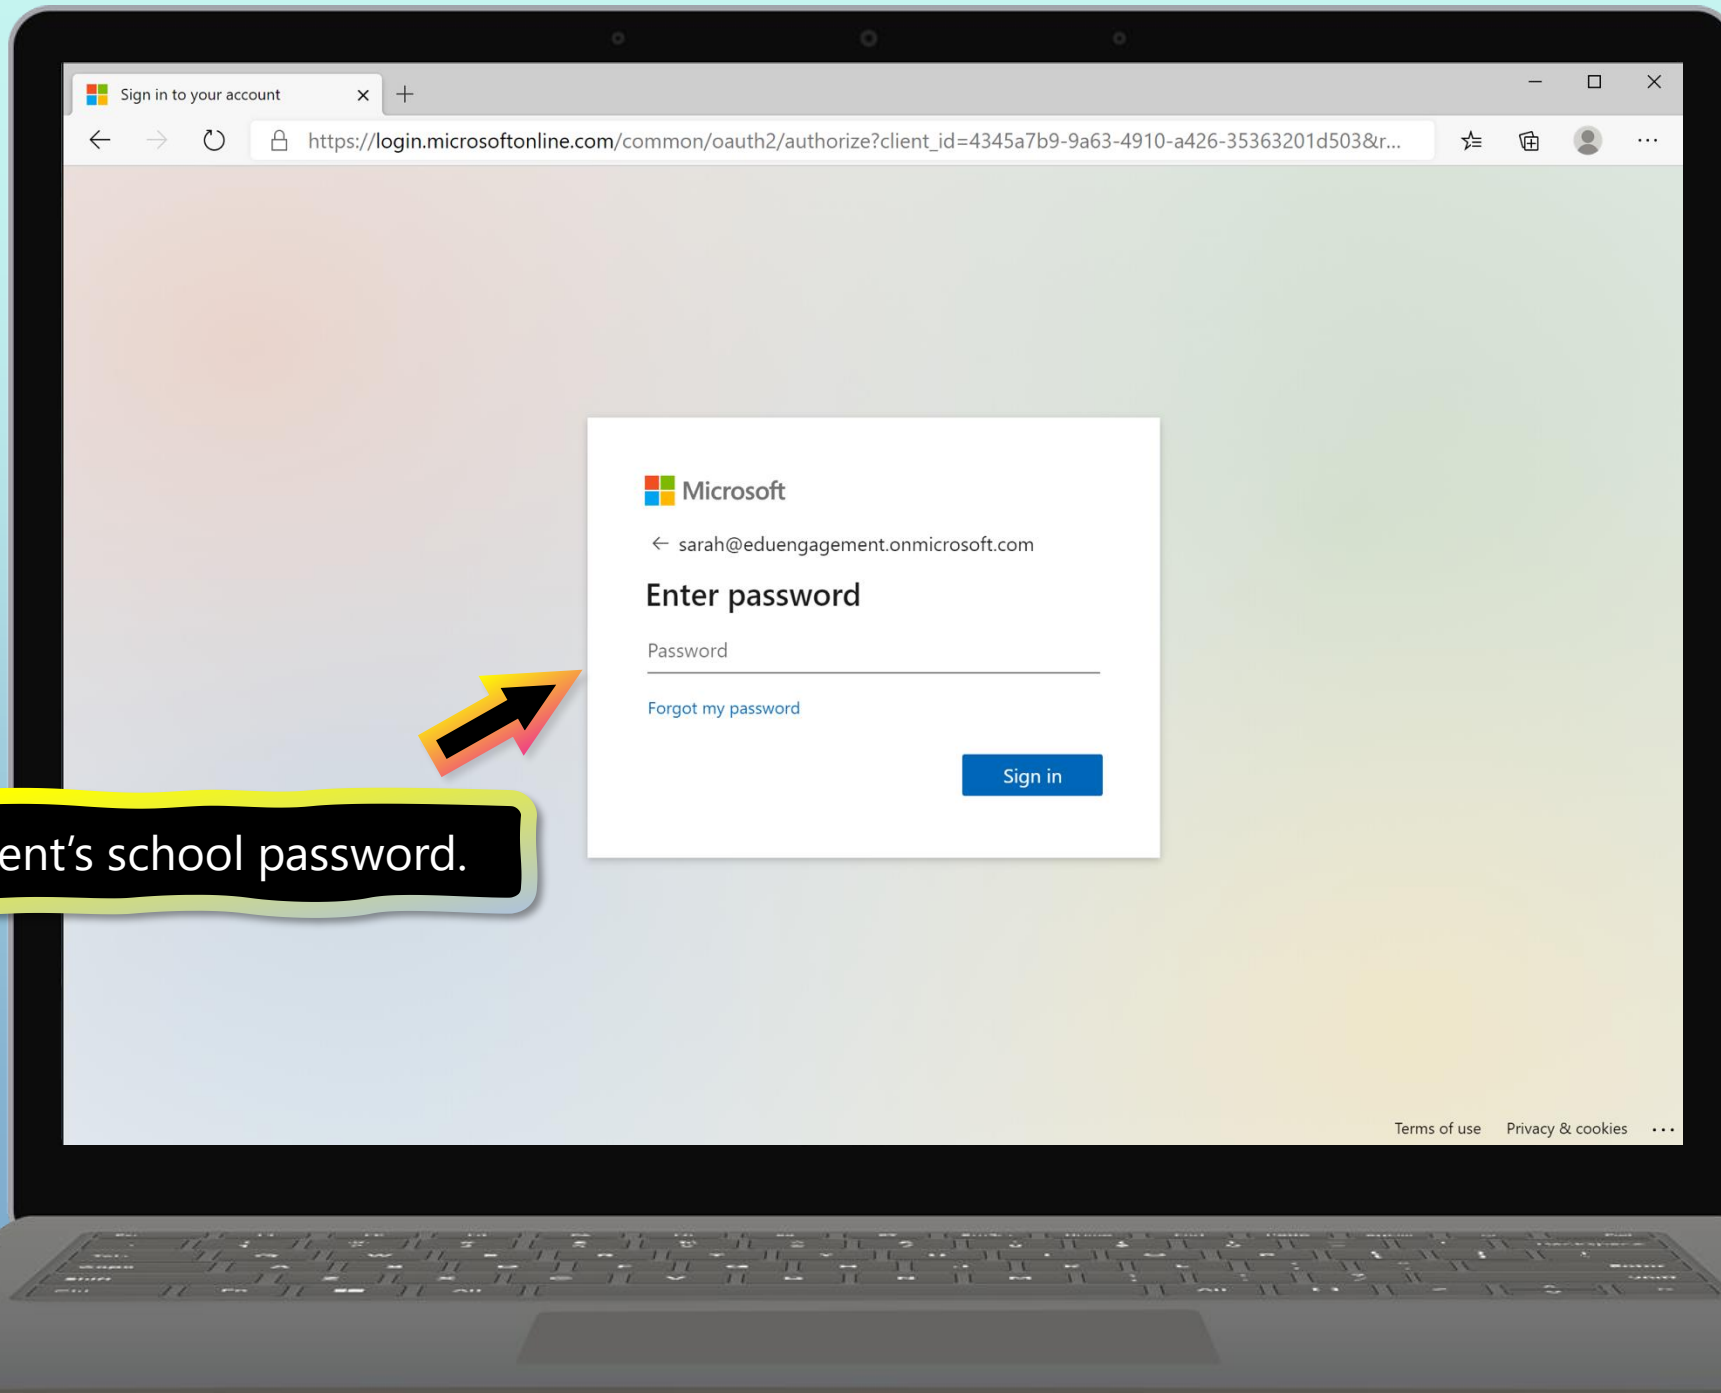 Sign in to your account
https://login.microsoftonline.com/common/oauth2/authorize?client_id=4345a7b9-9a63-4910-a426-35363201d503&r...
Microsoft
sarah@eduengagement.onmicrosoft.com
Enter password
Password
Forgot my password
Sign in
ent’s school password.
Terms of use Privacy & cookies